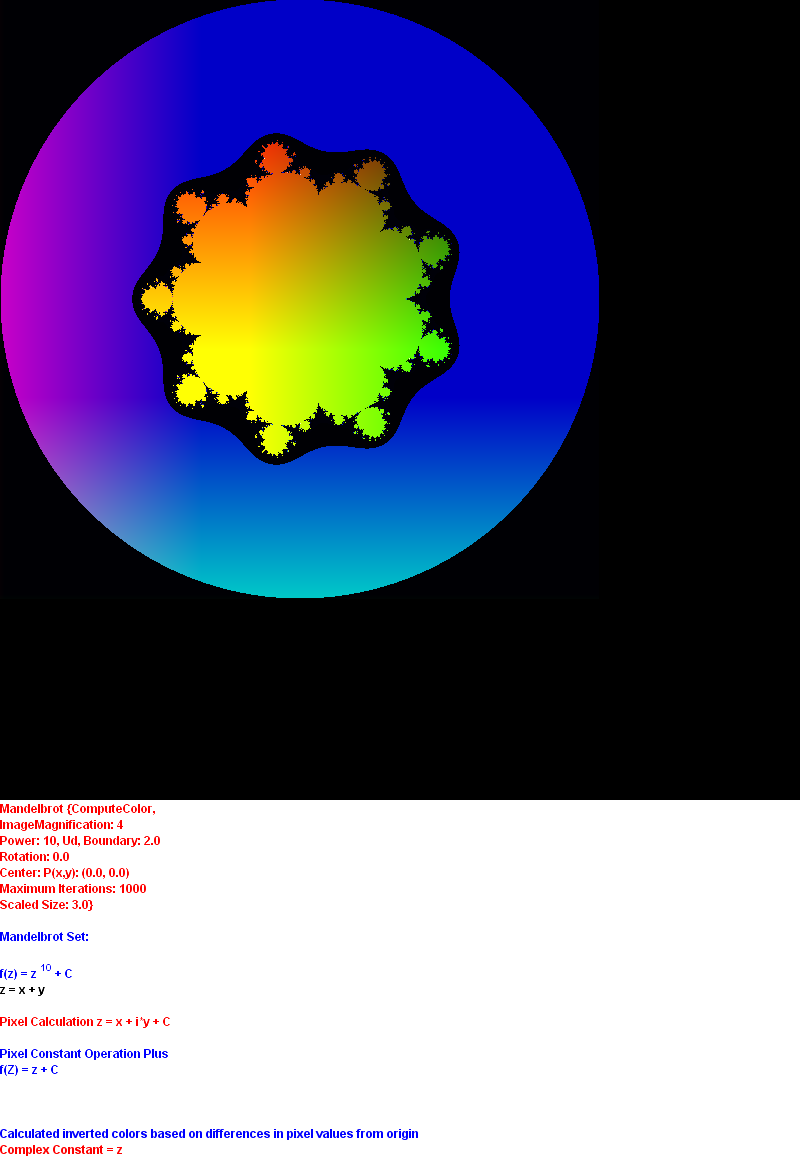 Mandelbrot {ComputeColor,
ImageMagnification: 4
Power: 10, Ud, Boundary: 2.0
Rotation: 0.0
Center: P(x,y): (0.0, 0.0)
Maximum Iterations: 1000
Scaled Size: 3.0}
Mandelbrot Set:
f(z) = z 10 + C
z = x + y
Pixel Calculation z = x + i*y + C
Pixel Constant Operation Plus
f(Z) = z + C
Calculated inverted colors based on differences in pixel values from origin
Complex Constant = z